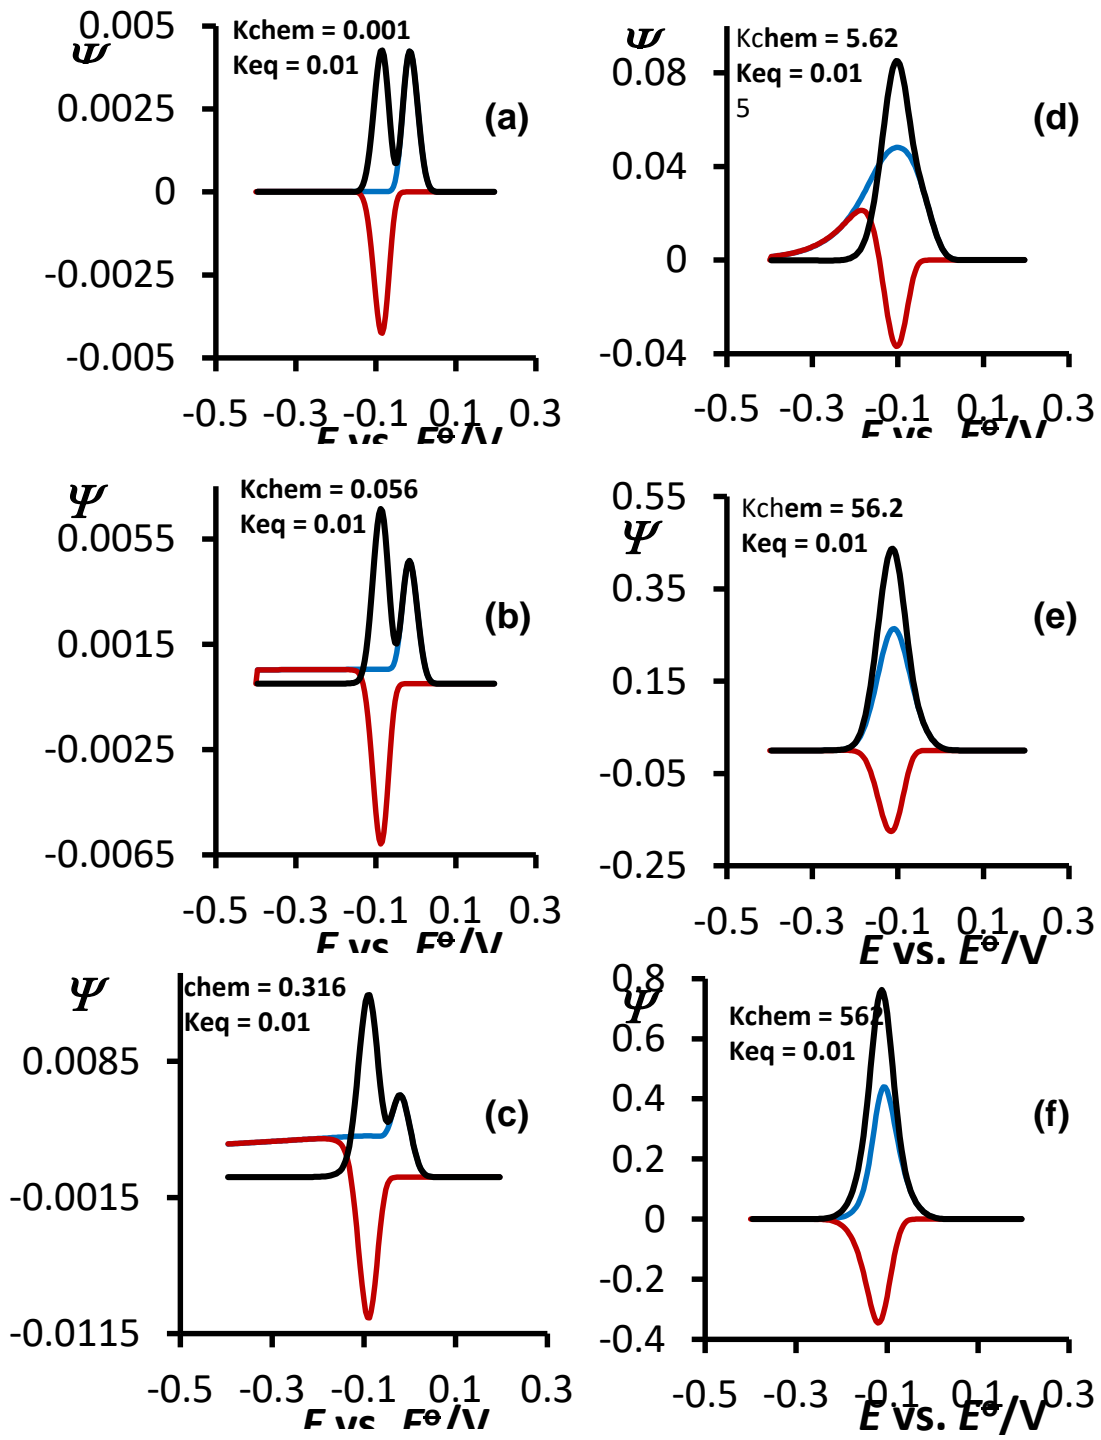 0.005
Ψ
Kchem = 0.001
Keq = 0.01
0.0025
(a)
0
-0.0025
-0.005
-0.5 -0.3 -0.1 0.1 0.3
E vs. E⊖/V
Ψ
Kchem = 5.62
Keq = 0.01
5
0.08
(d)
0.04
0
-0.04
-0.5 -0.3 -0.1 0.1 0.3
E vs. E⊖/V
Ψ
Kchem = 0.056
Keq = 0.01
0.0055
(b)
0.0015
-0.0025
-0.0065
-0.5 -0.3 -0.1 0.1 0.3
E vs. E⊖/V
0.55
Ψ
Kchem = 56.2
Keq = 0.01
0.35
(e)
0.15
-0.05
-0.25
-0.5 -0.3 -0.1 0.1 0.3
E vs. E⊖/V
Ψ
chem = 0.316
Keq = 0.01
0.0085
(c)
-0.0015
-0.0115
-0.5 -0.3 -0.1 0.1 0.3
E vs. E⊖/V
0.8
Ψ
Kchem = 562
Keq = 0.01
0.6
0.4
(f)
0.2
0
-0.2
-0.4
-0.5 -0.3 -0.1 0.1 0.3
E vs. E⊖/V